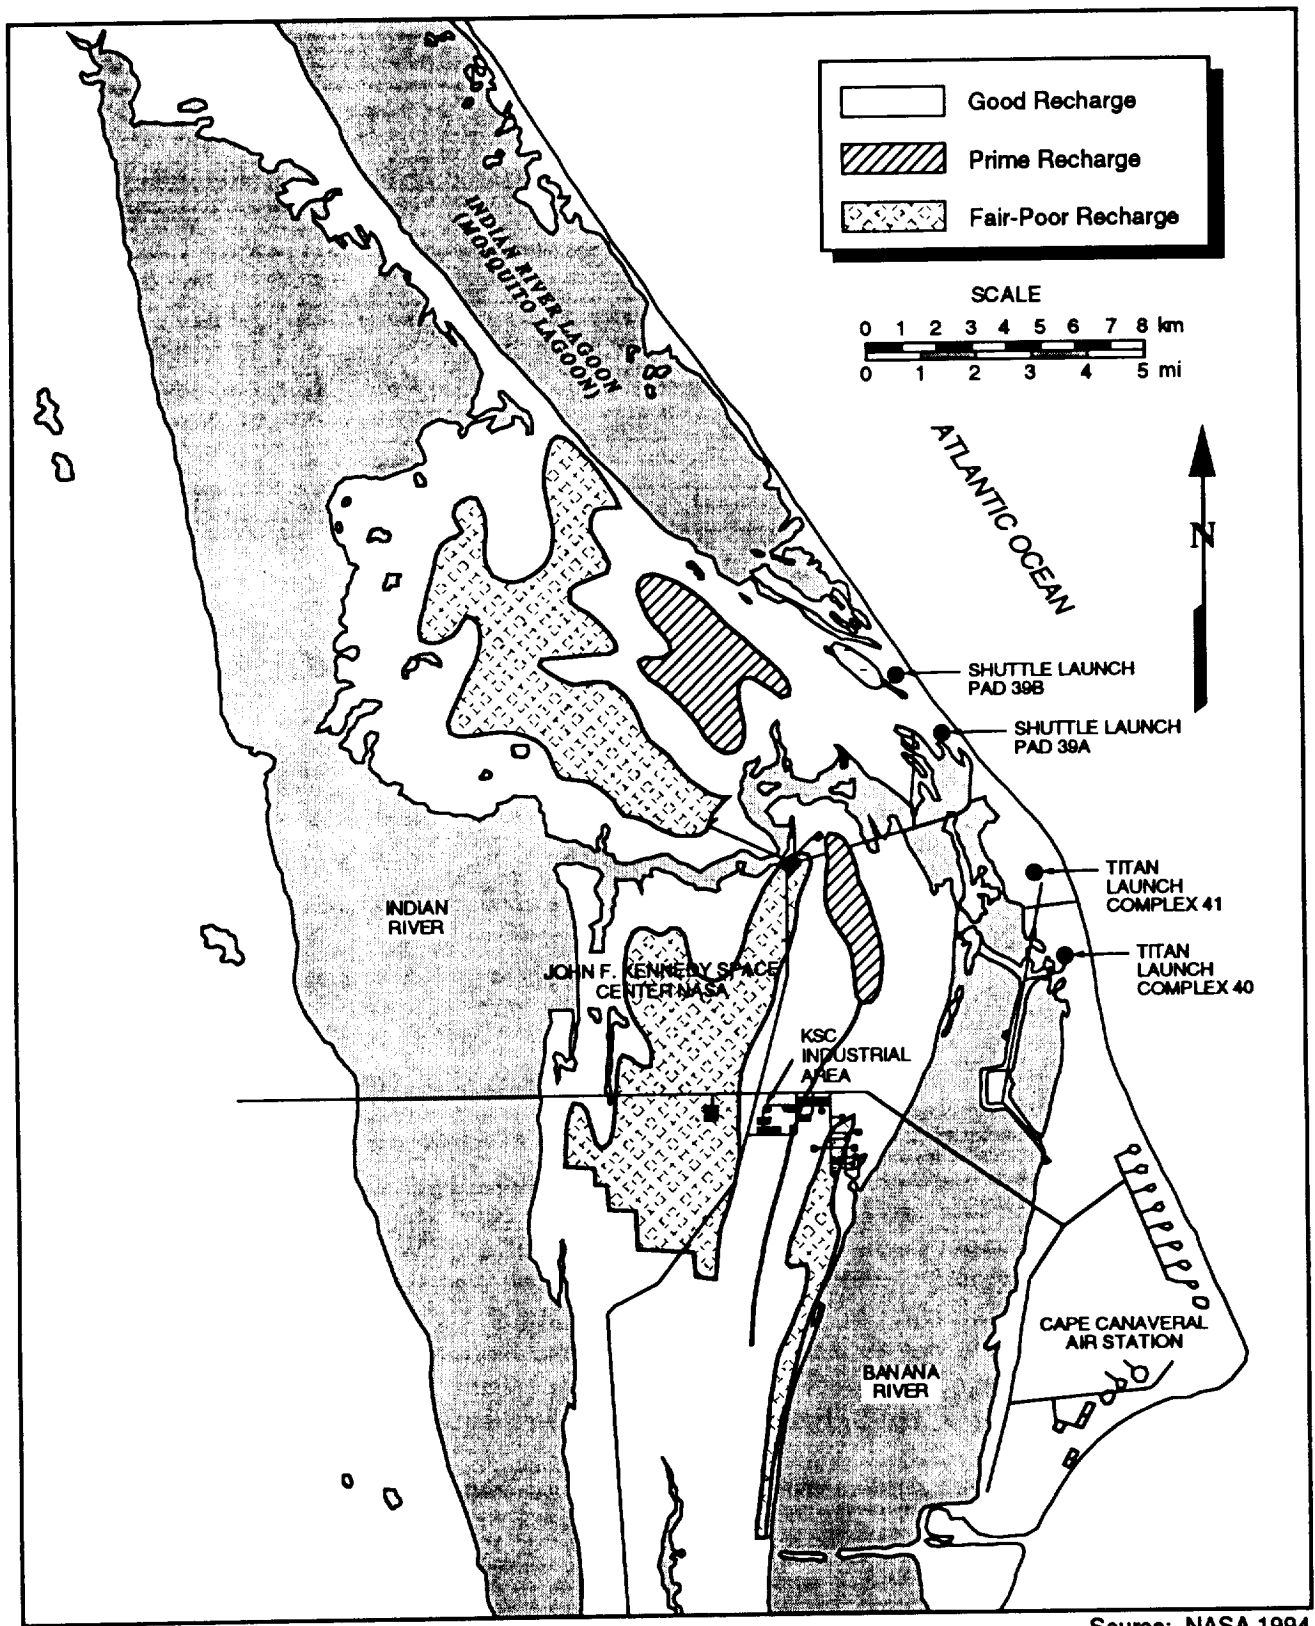 Good Recharge
Prime Recharge
Fair-Poor Recharge
SCALE
0 1 2 3 4 5 6 7 8 km
0 1 2 3 4 5 mi
INDIAN RIVER LAGOON
(MOSQUITO LAGOON)
ATLANTIC OCEAN
N
SHUTTLE LAUNCH
PAD 39B
SHUTTLE LAUNCH
PAD 39A
TITAN
LAUNCH
COMPLEX 41
INDIAN
RIVER
TITAN
LAUNCH
COMPLEX 40
JOHN F. KENNEDY SPACE
CENTER NASA
KSC
INDUSTRIAL
AREA
CAPE CANAVERAL
AIR STATION
BANANA
RIVER
Source: NASA 1994